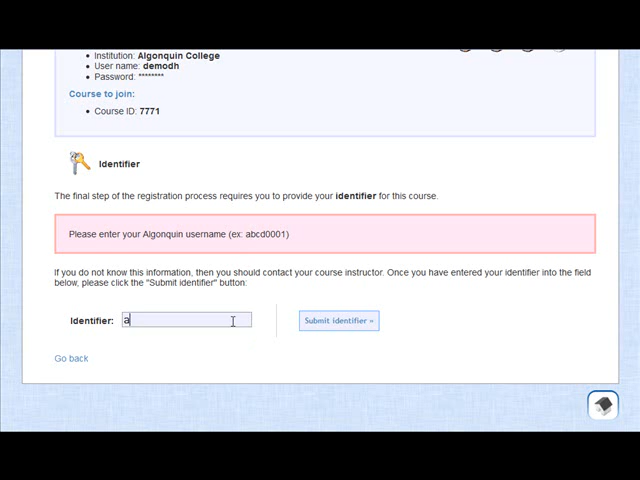 Institution: Algonquin College
User name: demodh
Password: ********
Course to join:
Course ID: 7771
Identifier
The final step of the registration process requires you to provide your identifier for this course.
Please enter your Algonquin username (ex: abcd0001)
If you do not know this information, then you should contact your course instructor. Once you have entered your identifier into the field
below, please click the "Submit identifier" button:
Identifier: a
Submit identifier »
Go back